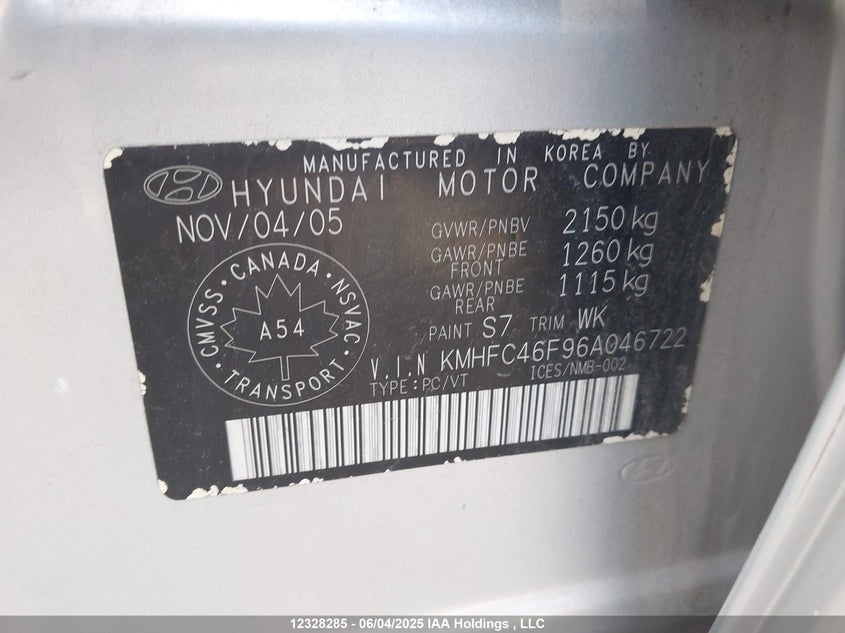 MANUFACTURED IN KOREA BY
HYUNDAI MOTOR COMPANY
NOV/04/05
GVWR/PNBV 2150 kg
GAWR/PNBE FRONT 1260 kg
GAWR/PNBE REAR 1115 kg
PAINT S7 TRIM WK
V.I.N KMHFC46F96A046722
TYPE:PC/VT ICES/NMB-002
CMVSS • CANADA • NSVAC • TRANSPORT •
A54
12328285 - 06/04/2025 IAA Holdings , LLC